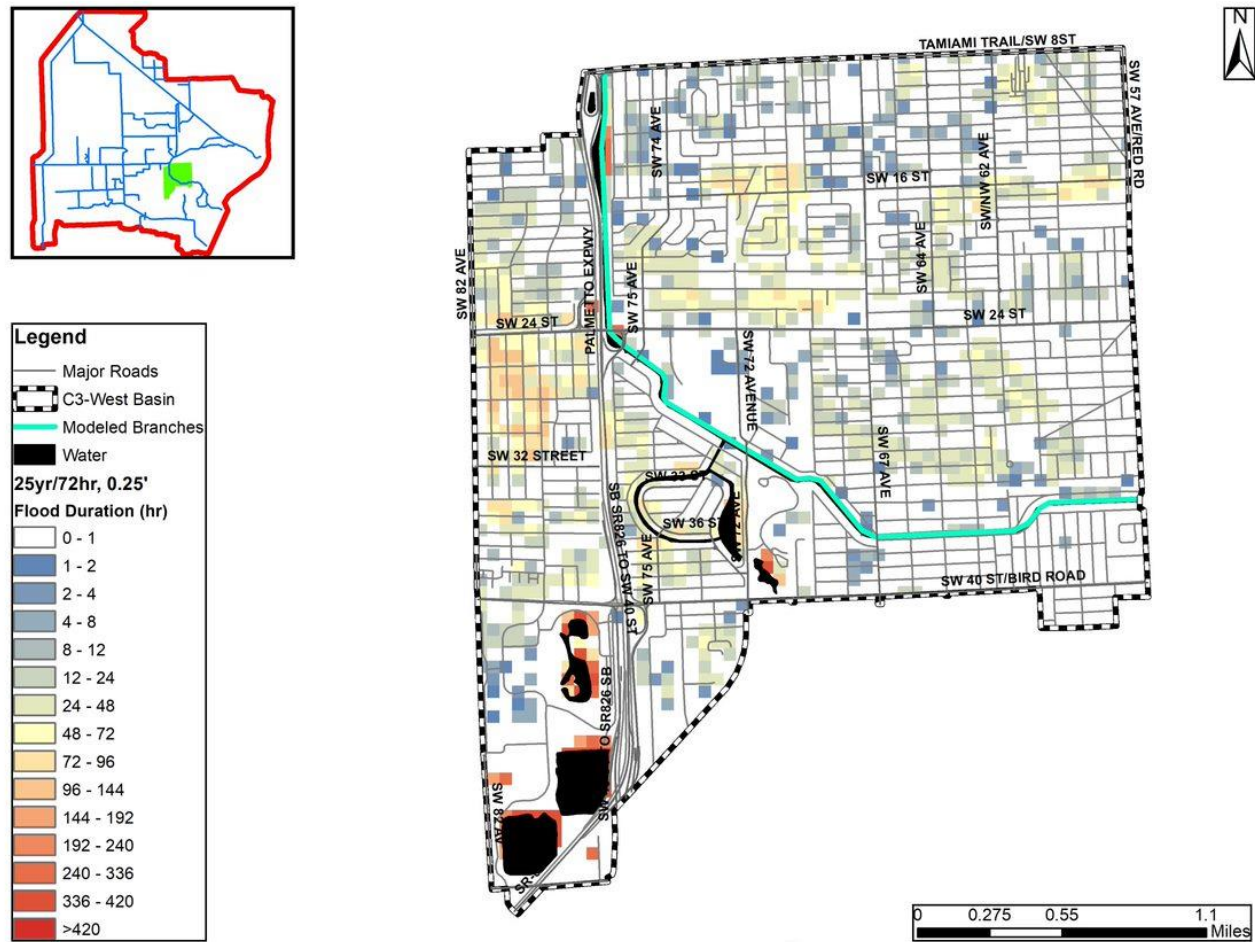 N
TAMIAMI TRAIL/SW 8ST
SW 57 AVE/RED RD
SW 74 AVE
SW/NW 62 AVE
SW 16 ST
SW 64 AVE
SW 82 AVE
PALMETTO EXPWY
SW 75 AVE
SW 24 ST
SW 24 ST
SW 72 AVENUE
SW 32 STREET
SW 67 AVE
SW 36 ST
SW 72 AVE
SB SR826 TO SW 40 ST
SW 75 AVE
SW 40 ST/BIRD ROAD
TO SR826 SB
SW 82 AV
Legend
Major Roads
C3-West Basin
Modeled Branches
Water
25yr/72hr, 0.25'
Flood Duration (hr)
0 - 1
1 - 2
2 - 4
4 - 8
8 - 12
12 - 24
24 - 48
48 - 72
72 - 96
96 - 144
144 - 192
192 - 240
240 - 336
336 - 420
>420
0 0.275 0.55 1.1
Miles